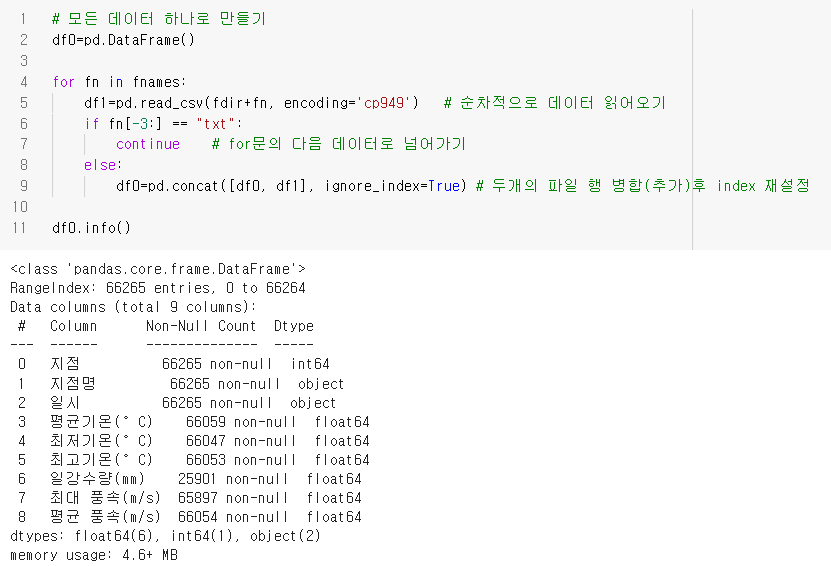 1 # 모든 데이터 하나로 만들기
2 df0=pd.DataFrame()
3
4 for fn in fnames:
5 df1=pd.read_csv(fdir+fn, encoding='cp949') # 순차적으로 데이터 읽어오기
6 if fn[-3:] == "txt":
7 continue # for문의 다음 데이터로 넘어가기
8 else:
9 df0=pd.concat([df0, df1], ignore_index=True) # 두개의 파일 행 병합(추가)후 index 재설정
10
11 df0.info()
<class 'pandas.core.frame.DataFrame'>
RangeIndex: 66265 entries, 0 to 66264
Data columns (total 9 columns):
# Column Non-Null Count Dtype
--- ------ -------------- -----
0 지점 66265 non-null int64
1 지점명 66265 non-null object
2 일시 66265 non-null object
3 평균기온(°C) 66059 non-null float64
4 최저기온(°C) 66047 non-null float64
5 최고기온(°C) 66053 non-null float64
6 일강수량(mm) 25901 non-null float64
7 최대 풍속(m/s) 65897 non-null float64
8 평균 풍속(m/s) 66054 non-null float64
dtypes: float64(6), int64(1), object(2)
memory usage: 4.6+ MB